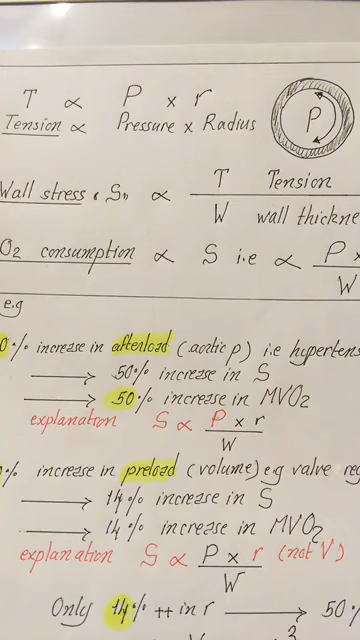 T ∝ P x r
Tension ∝ Pressure x Radius
P
Wall stress "S" ∝ T Tension
W wall thickne
O2 consumption ∝ S i.e ∝ P x
W
e.g
0% increase in afterload (aortic p) i.e hypertens
→ 50% increase in S
→ 50% increase in MVO2
explanation S ∝ P x r
W
% increase in preload (volume) e.g valve reg
→ 14% increase in S
→ 14% increase in MVO2
explanation S ∝ P x r (not V)
W
Only 14% ++ in r → 50%